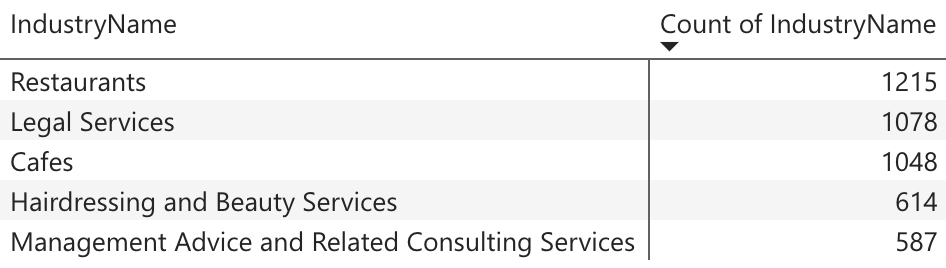 IndustryName Count of IndustryName
Restaurants 1215
Legal Services 1078
Cafes 1048
Hairdressing and Beauty Services 614
Management Advice and Related Consulting Services 587